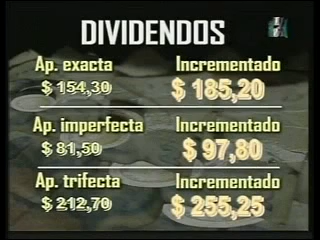 DIVIDENDOS
Ap. exacta Incrementado
$ 154,30 $ 185,20
Ap. imperfecta Incrementado
$ 81,50 $ 97,80
Ap. trifecta Incrementado
$ 212,70 $ 255,25